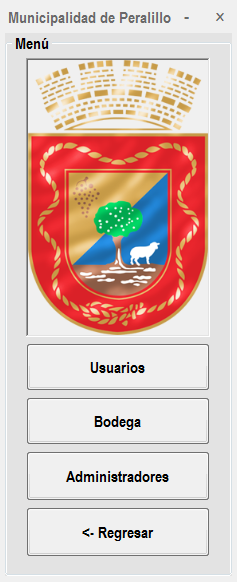 Municipalidad de Peralillo - ×
Menú
Usuarios
Bodega
Administradores
<- Regresar